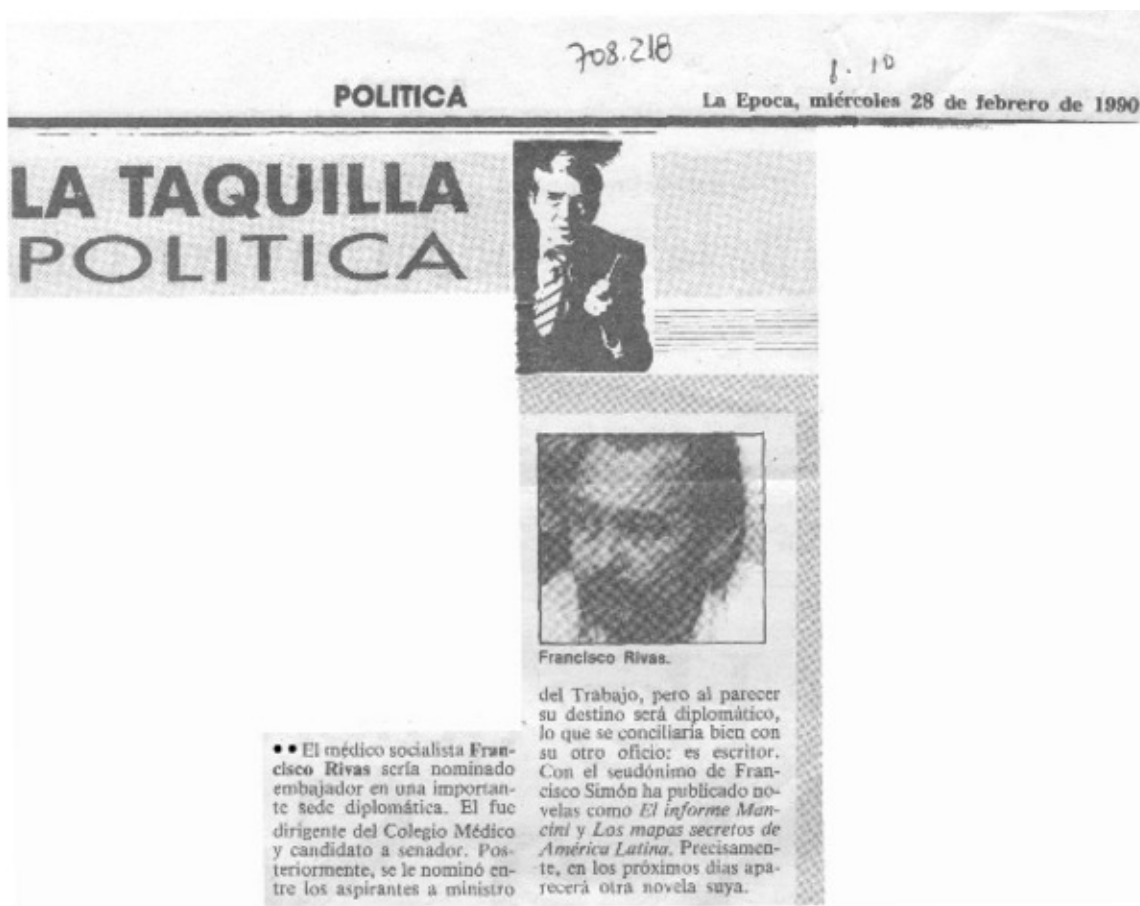 708.218
POLITICA
La Epoca, miércoles 28 de febrero de 1990
LA TAQUILLA
POLITICA
Francisco Rivas.
•• El médico socialista Fran-
cisco Rivas sería nominado
embajador en una importan-
te sede diplomática. El fue
dirigente del Colegio Médico
y candidato a senador. Pos-
teriormente, se le nominó en-
tre los aspirantes a ministro
del Trabajo, pero al parecer
su destino será diplomático,
lo que se conciliaría bien con
su otro oficio: es escritor.
Con el seudónimo de Fran-
cisco Simón ha publicado no-
velas como El informe Man-
cini y Los mapas secretos de
América Latina. Precisamen-
te, en los próximos días apa-
recerá otra novela suya.